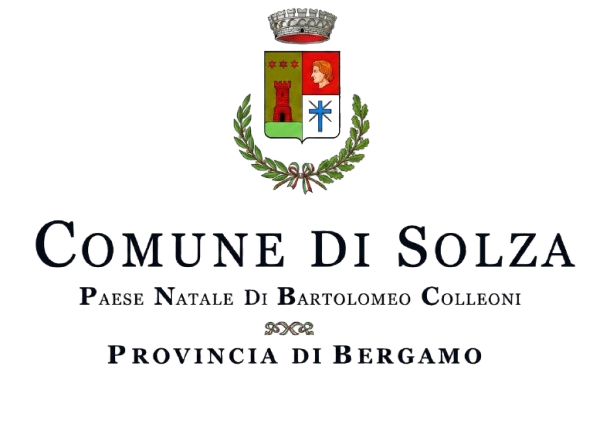 COMUNE DI SOLZA
PAESE NATALE DI BARTOLOMEO COLLEONI
PROVINCIA DI BERGAMO